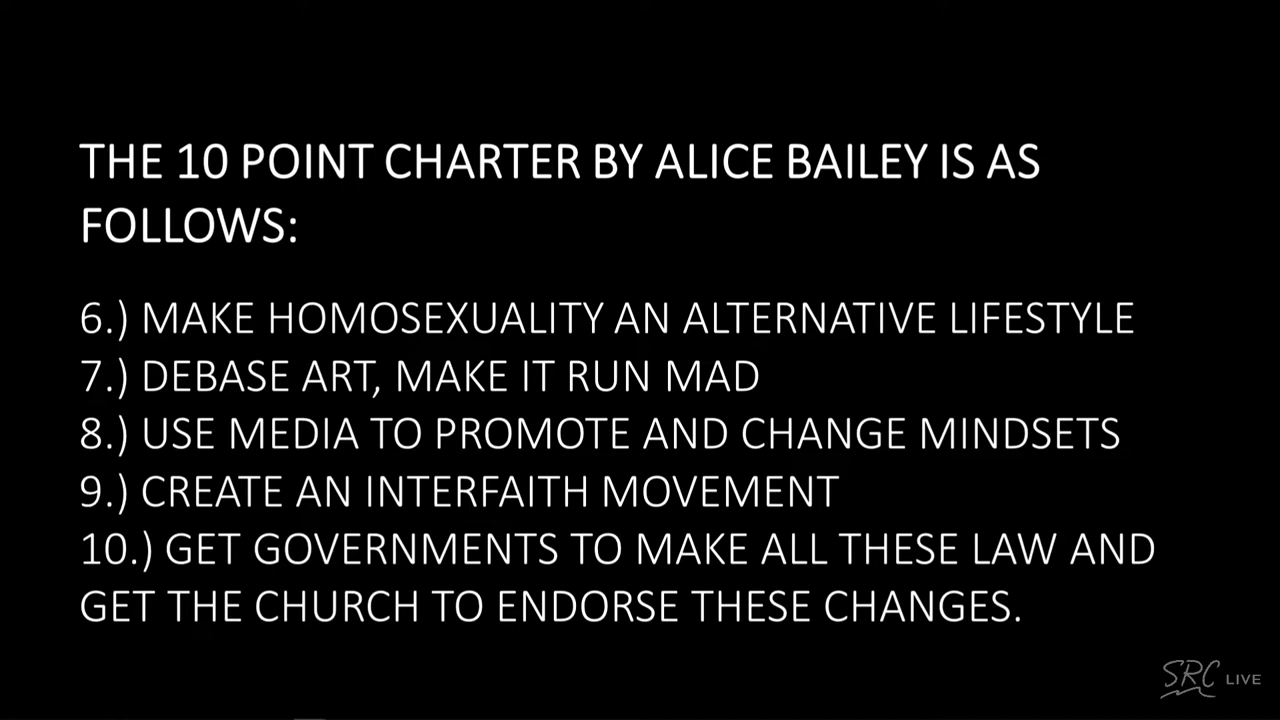 THE 10 POINT CHARTER BY ALICE BAILEY IS AS
FOLLOWS:
6.) MAKE HOMOSEXUALITY AN ALTERNATIVE LIFESTYLE
7.) DEBASE ART, MAKE IT RUN MAD
8.) USE MEDIA TO PROMOTE AND CHANGE MINDSETS
9.) CREATE AN INTERFAITH MOVEMENT
10.) GET GOVERNMENTS TO MAKE ALL THESE LAW AND
GET THE CHURCH TO ENDORSE THESE CHANGES.
SRC LIVE